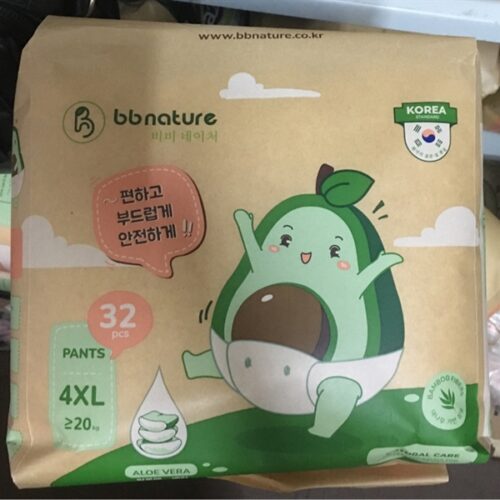 www.bbnature.co.kr
bbnature
비비 네이처
KOREA
STANDARD
~ 편하고
부드럽게
안전하게 !!
32
pcs
PANTS
4XL
≥20kg
ALOE VERA
BAMBOO FIBERS